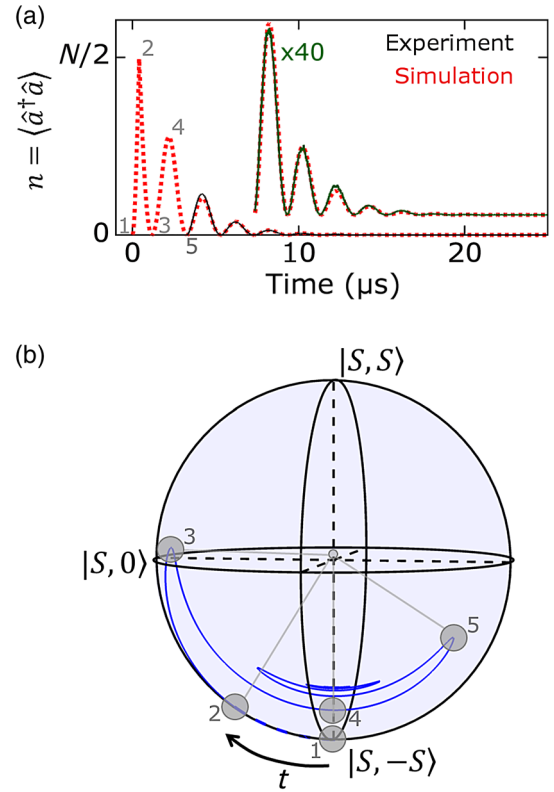 (a)
N/2
2
×40
Experiment
Simulation
4
n = ⟨â†â⟩
1
3
0
5
0
10
20
Time (μs)
(b)
|S, S⟩
3
|S, 0⟩
5
2
4
1
|S, −S⟩
t